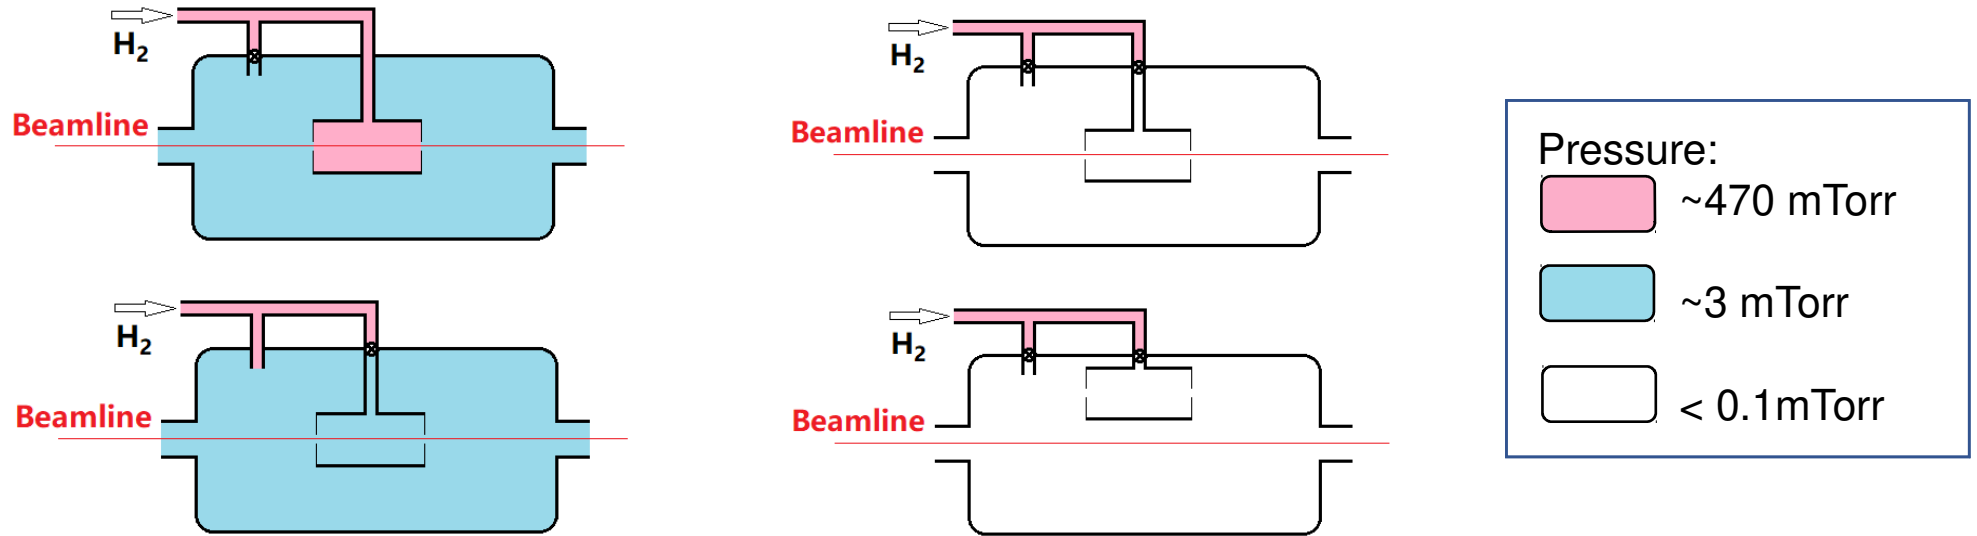 H₂
Beamline
H₂
Beamline
H₂
Beamline
H₂
Beamline
Pressure:
~470 mTorr
~3 mTorr
< 0.1mTorr